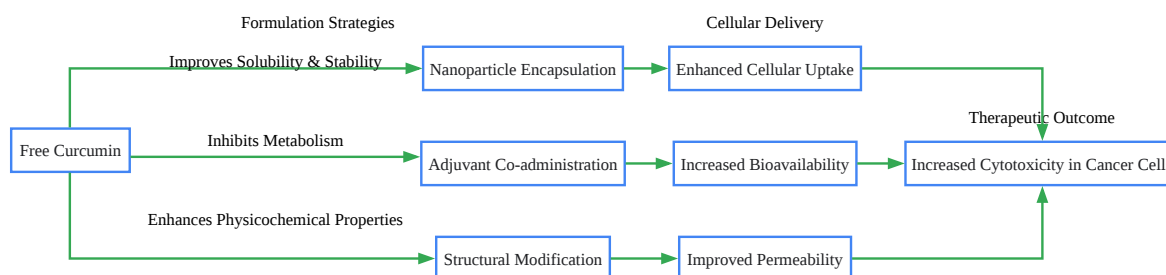 Formulation Strategies
Cellular Delivery
Improves Solubility & Stability
Nanoparticle Encapsulation
Enhanced Cellular Uptake
Therapeutic Outcome
Free Curcumin
Inhibits Metabolism
Adjuvant Co-administration
Increased Bioavailability
Increased Cytotoxicity in Cancer Cell
Enhances Physicochemical Properties
Structural Modification
Improved Permeability